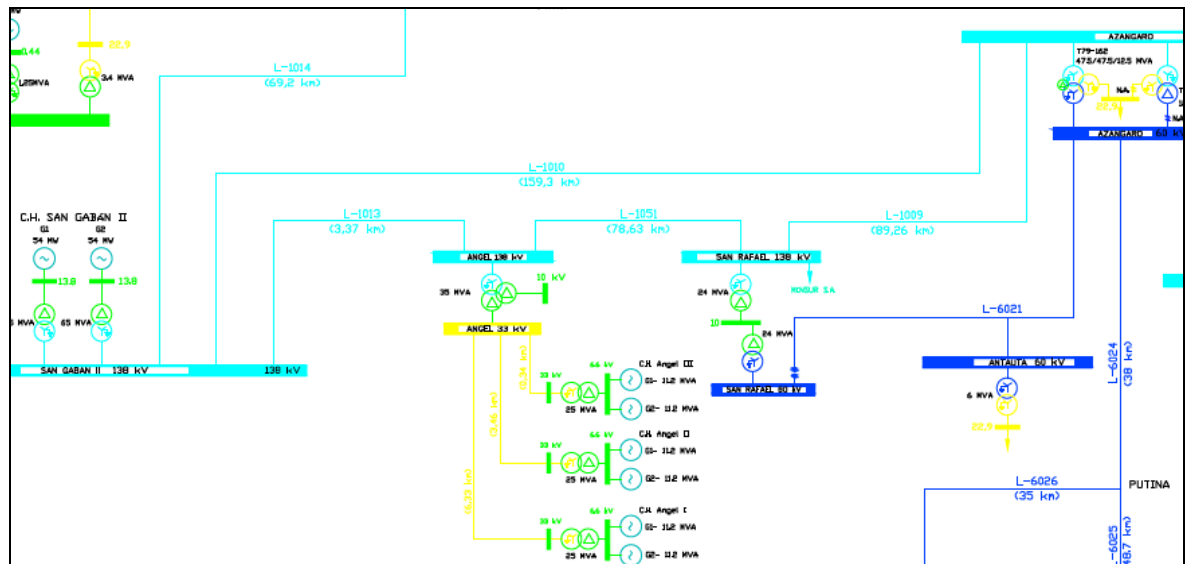 22.9
0.44
3.4 MVA
1.25MVA
L-1014
(69,2 km)
AZANGARO
T79-162
47.5/47.5/12.5 MVA
N.A.
22.9
AZANGARO 60 kV
L-1010
(159,3 km)
C.H. SAN GABAN II
G1
G2
54 MW
54 MW
13.8
13.8
65 MVA
SAN GABAN II 138 kV
138 kV
L-1013
(3,37 km)
L-1051
(78.63 km)
L-1009
(89,26 km)
ANGEL 138 kV
10 kV
35 MVA
ANGEL 33 kV
SAN RAFAEL 138 kV
24 MVA
10
24 MVA
SAN RAFAEL 60 kV
L-6021
ANTAUTA 60 kV
6 MVA
22.9
L-6024
(38 km)
L-6026
(35 km)
PUTINA
L-6025
48.7 km)
33 kV
6.6 kV
C.H. Angel III
G1- 11.2 MVA
G2- 11.2 MVA
25 MVA
33 kV
6.6 kV
C.H. Angel II
G1- 11.2 MVA
G2- 11.2 MVA
25 MVA
33 kV
6.6 kV
C.H. Angel I
G1- 11.2 MVA
G2- 11.2 MVA
25 MVA